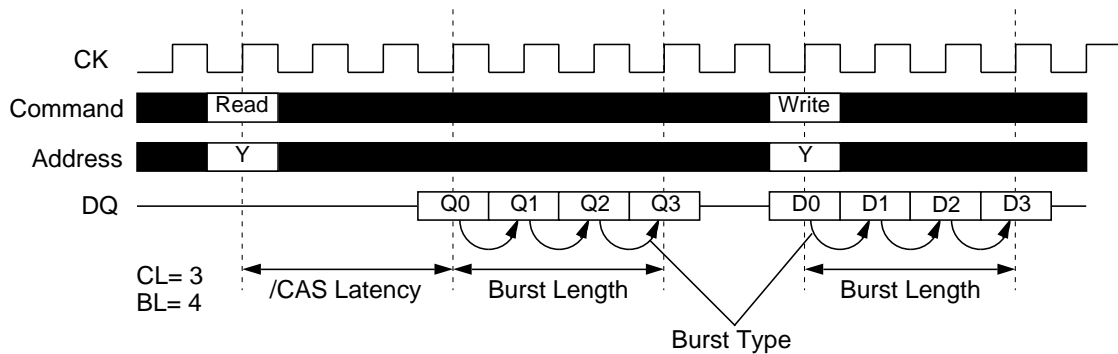 CK
Command Read Write
Address Y Y
DQ Q0 Q1 Q2 Q3 D0 D1 D2 D3
CL= 3
BL= 4
/CAS Latency Burst Length Burst Length
Burst Type